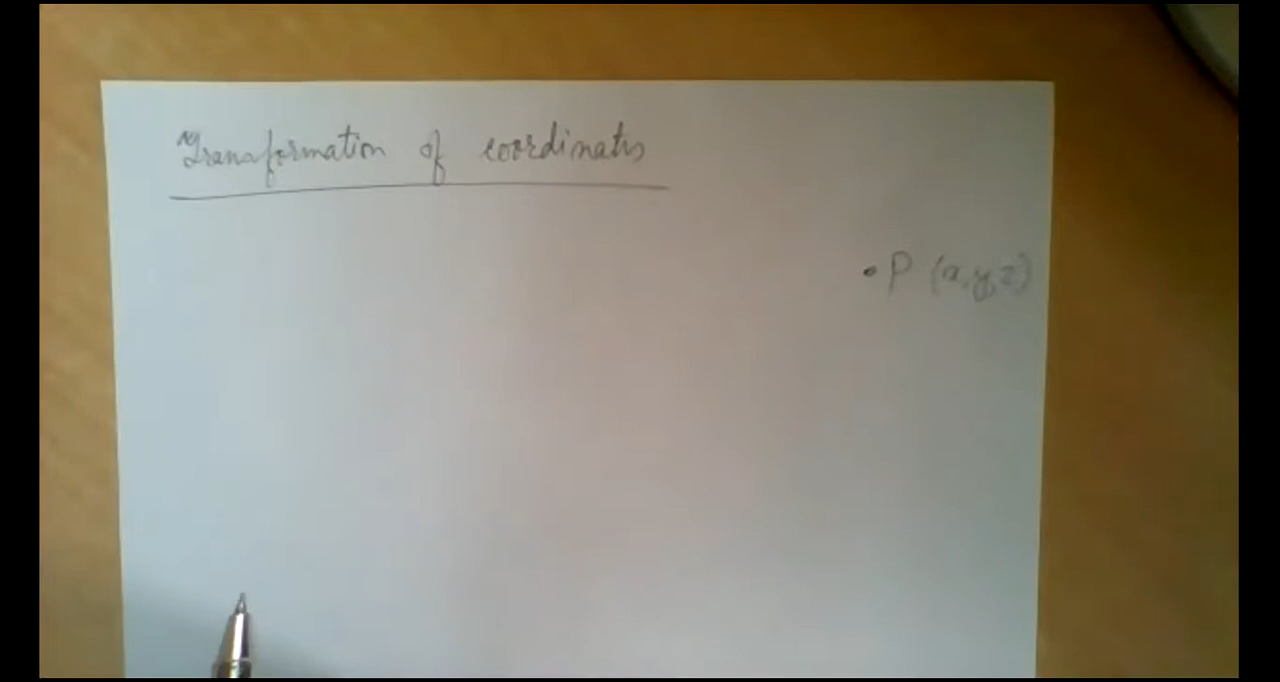 Transformation of coordinates
P (x,y,z)